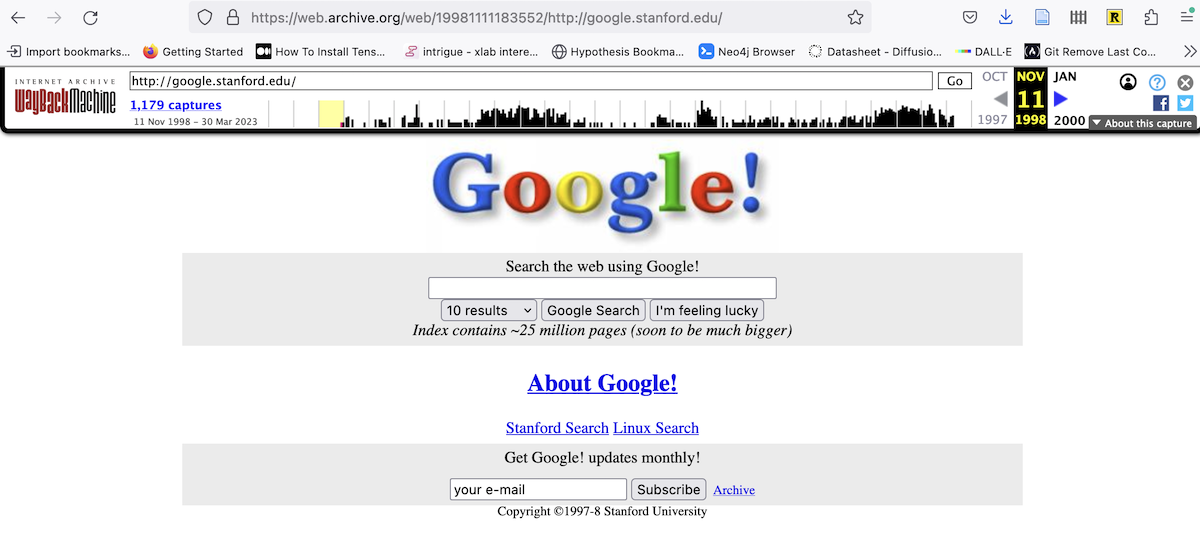 https://web.archive.org/web/19981111183552/http://google.stanford.edu/
Import bookmarks... Getting Started How To Install Tens... intrigue - xlab intere... Hypothesis Bookma... Neo4j Browser Datasheet - Diffusio... DALL·E Git Remove Last Co...
INTERNET ARCHIVE
WayBackMachine
http://google.stanford.edu/ Go
1,179 captures
11 Nov 1998 – 30 Mar 2023
OCT NOV JAN
11
1997 1998 2000
About this capture
Google!
Search the web using Google!
10 results Google Search I'm feeling lucky
Index contains ~25 million pages (soon to be much bigger)
About Google!
Stanford Search Linux Search
Get Google! updates monthly!
your e-mail Subscribe Archive
Copyright ©1997-8 Stanford University